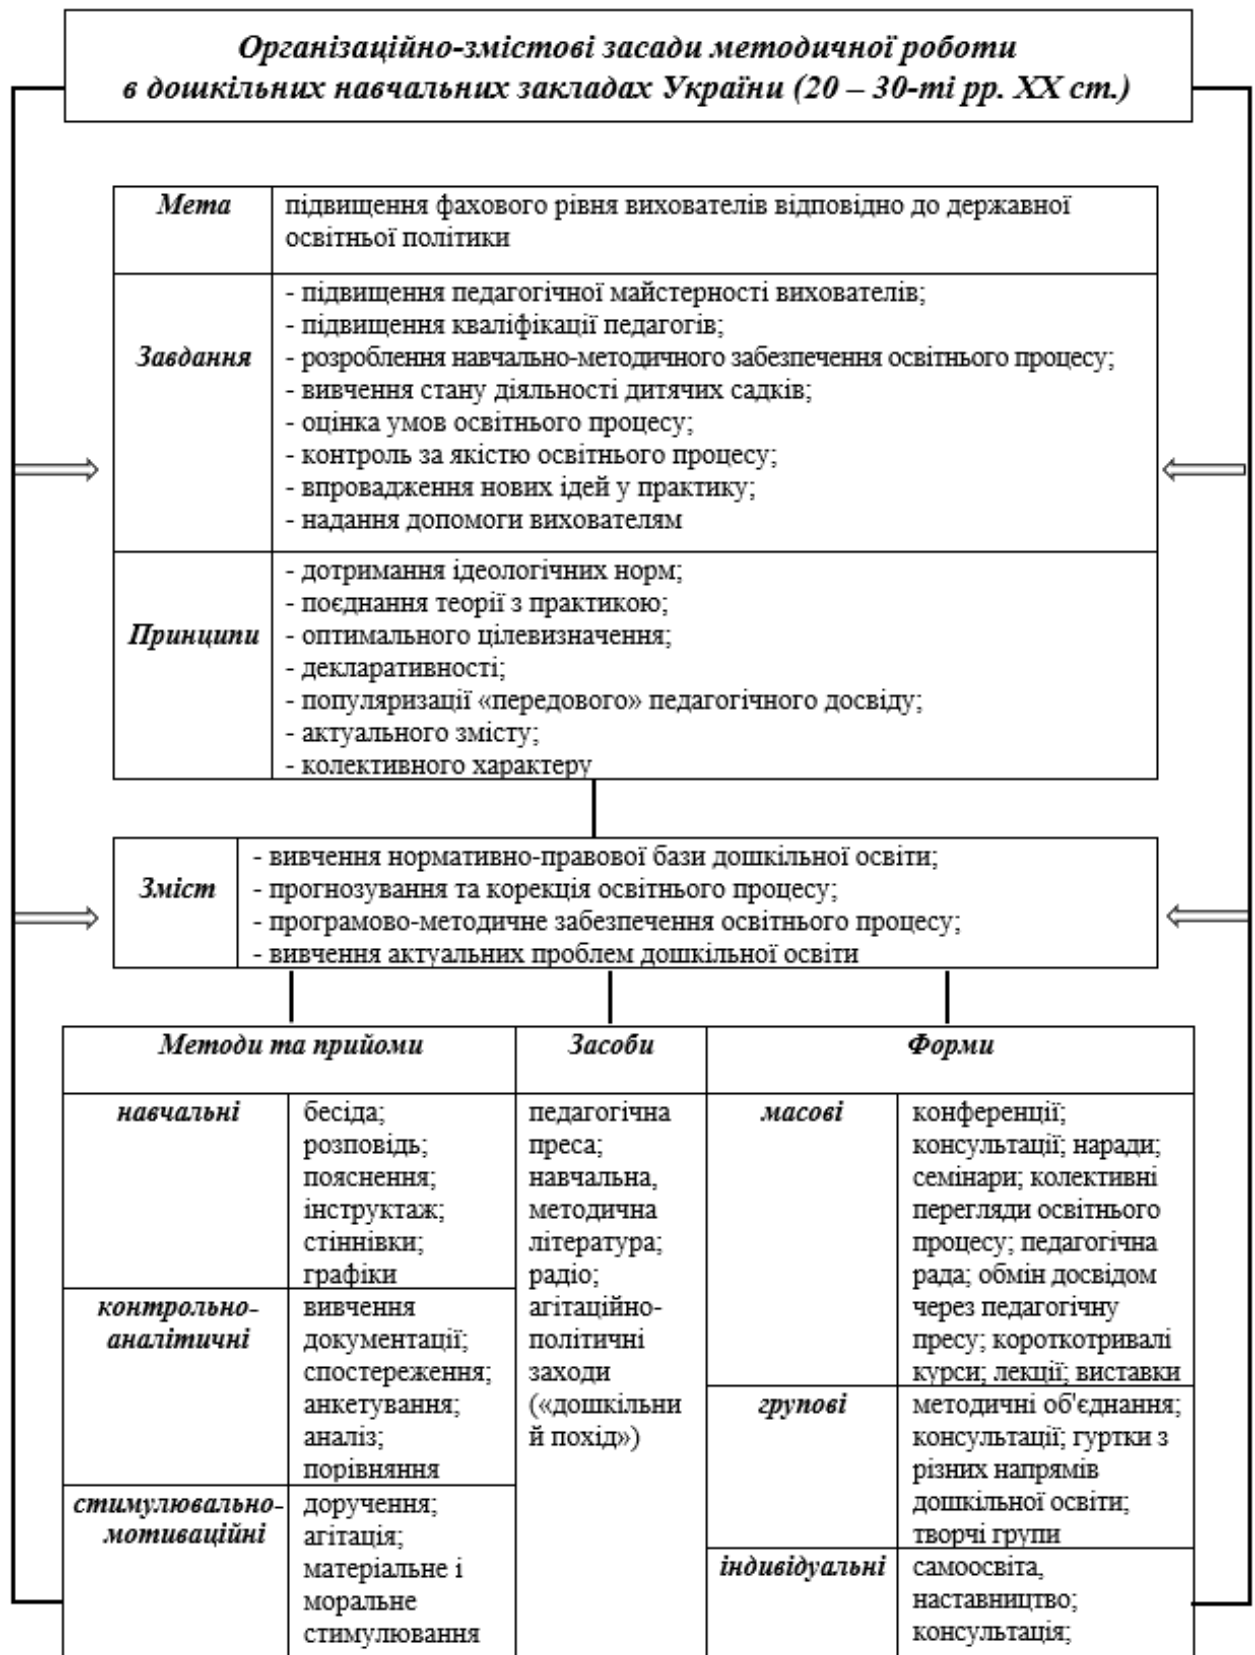 Організаційно-змістові засади методичної роботи
в дошкільних навчальних закладах України (20 – 30-ті рр. ХХ ст.)
Мета
підвищення фахового рівня вихователів відповідно до державної
освітньої політики
Завдання
- підвищення педагогічної майстерності вихователів;
- підвищення кваліфікації педагогів;
- розроблення навчально-методичного забезпечення освітнього процесу;
- вивчення стану діяльності дитячих садків;
- оцінка умов освітнього процесу;
- контроль за якістю освітнього процесу;
- впровадження нових ідей у практику;
- надання допомоги вихователям
Принципи
- дотримання ідеологічних норм;
- поєднання теорії з практикою;
- оптимального цілевизначення;
- декларативності;
- популяризації «передового» педагогічного досвіду;
- актуального змісту;
- колективного характеру
Зміст
- вивчення нормативно-правової бази дошкільної освіти;
- прогнозування та корекція освітнього процесу;
- програмово-методичне забезпечення освітнього процесу;
- вивчення актуальних проблем дошкільної освіти
Методи та прийоми
Засоби
Форми
навчальні
бесіда;
розповідь;
пояснення;
інструктаж;
стіннівки;
графіки
контрольно-
аналітичні
вивчення
документації;
спостереження;
анкетування;
аналіз;
порівняння
стимулювально-
мотиваційні
доручення;
агітація;
матеріальне і
моральне
стимулювання
педагогічна
преса;
навчальна,
методична
література;
радіо;
агітаційно-
політичні
заходи
(«дошкільни
й похід»)
масові
конференції;
консультації; наради;
семінари; колективні
перегляди освітнього
процесу; педагогічна
рада; обмін досвідом
через педагогічну
пресу; короткотривалі
курси; лекції; виставки
групові
методичні об'єднання;
консультації; гуртки з
різних напрямів
дошкільної освіти;
творчі групи
індивідуальні
самоосвіта,
наставництво;
консультація;